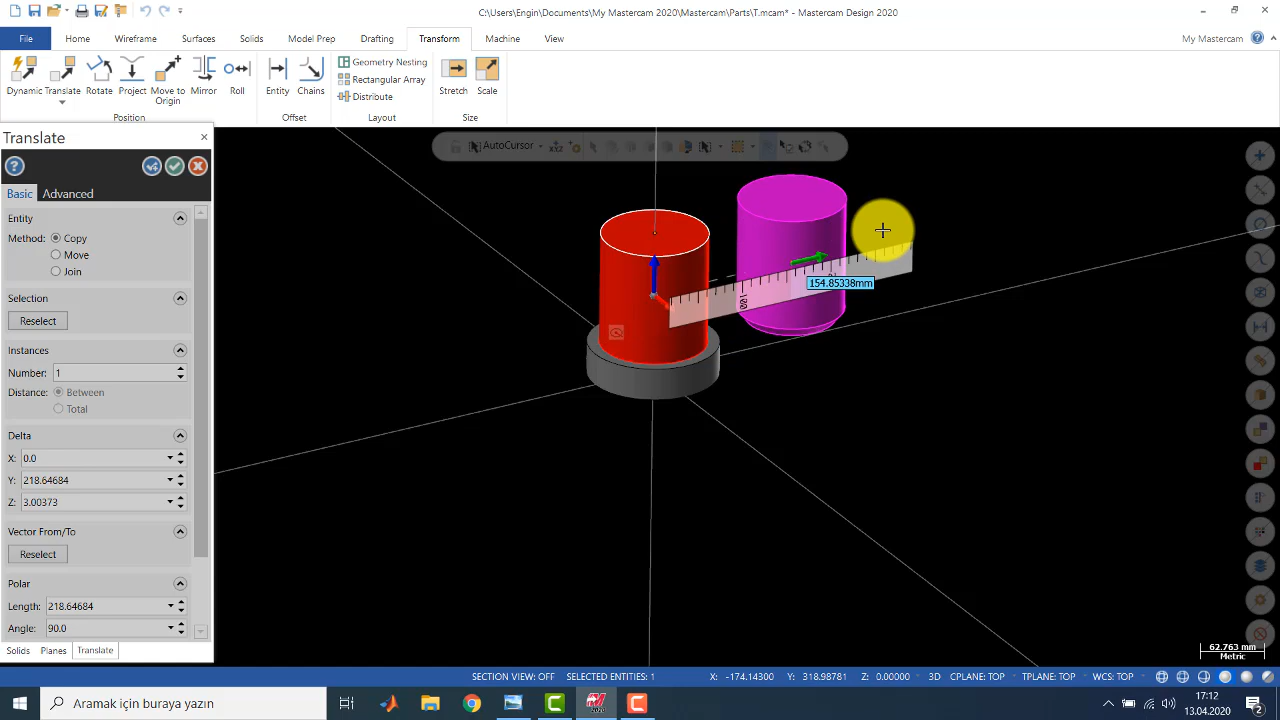 C:\Users\Engin\Documents\My Mastercam 2020\Mastercam\Parts\T.mcam* - Mastercam Design 2020
File Home Wireframe Surfaces Solids Model Prep Drafting Transform Machine View My Mastercam
Dynamic Translate Rotate Project Move to Origin Mirror Roll Entity Chains Geometry Nesting Stretch Scale
Rectangular Array
Distribute
Position Offset Layout Size
Translate
AutoCursor
Basic Advanced
Entity
Method: Copy
Move
Join
Selection
Reselect
Instances
Number: 1
Distance: Between
Total
Delta
X: 0.0
Y: 218.64684
Z: 3.00373
Vector From/To
Reselect
Polar
Length: 218.64684
Angle: 90.0
Solids Planes Translate
154.85338mm
62.763 mm
Metric
SECTION VIEW: OFF SELECTED ENTITIES: 1 X: -174.14300 Y: 318.98781 Z: 0.00000 3D CPLANE: TOP TPLANE: TOP WCS: TOP
Aramak için buraya yazın
17:12
13.04.2020
2